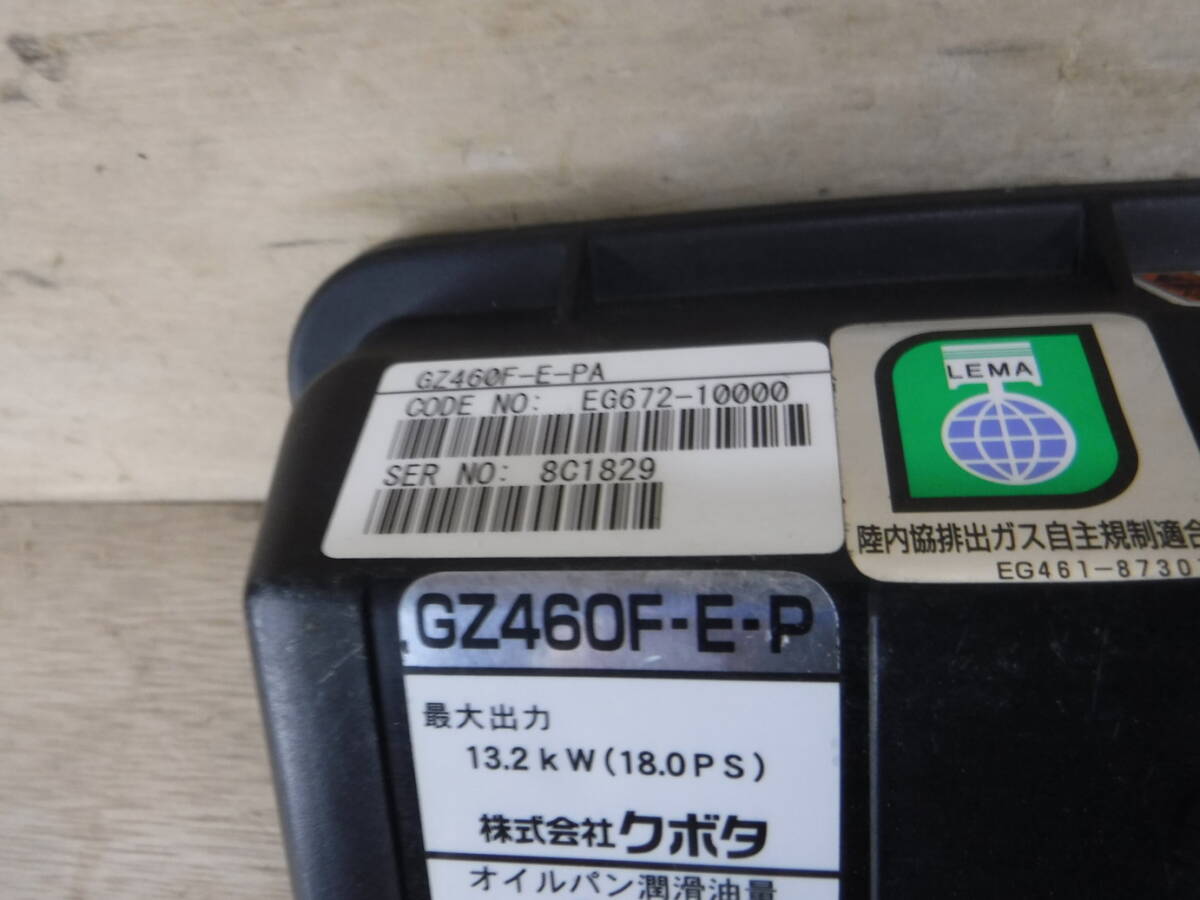 GZ460F-E-PA
CODE NO: EG672-10000
SER NO: 8C1829
LEMA
陸内協排出ガス自主規制適合
EG461-8730
GZ460F-E-P
最大出力
13.2kW(18.0PS)
株式会社クボタ
オイルパン潤滑油量